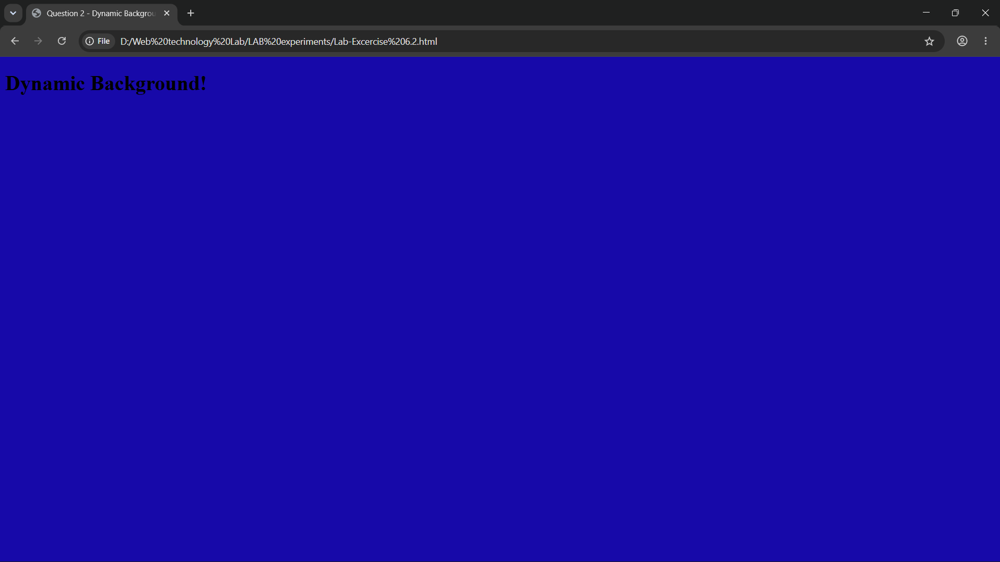 Question 2 - Dynamic Backgrou
File
D:/Web%20technology%20Lab/LAB%20experiments/Lab-Excercise%206.2.html
Dynamic Background!